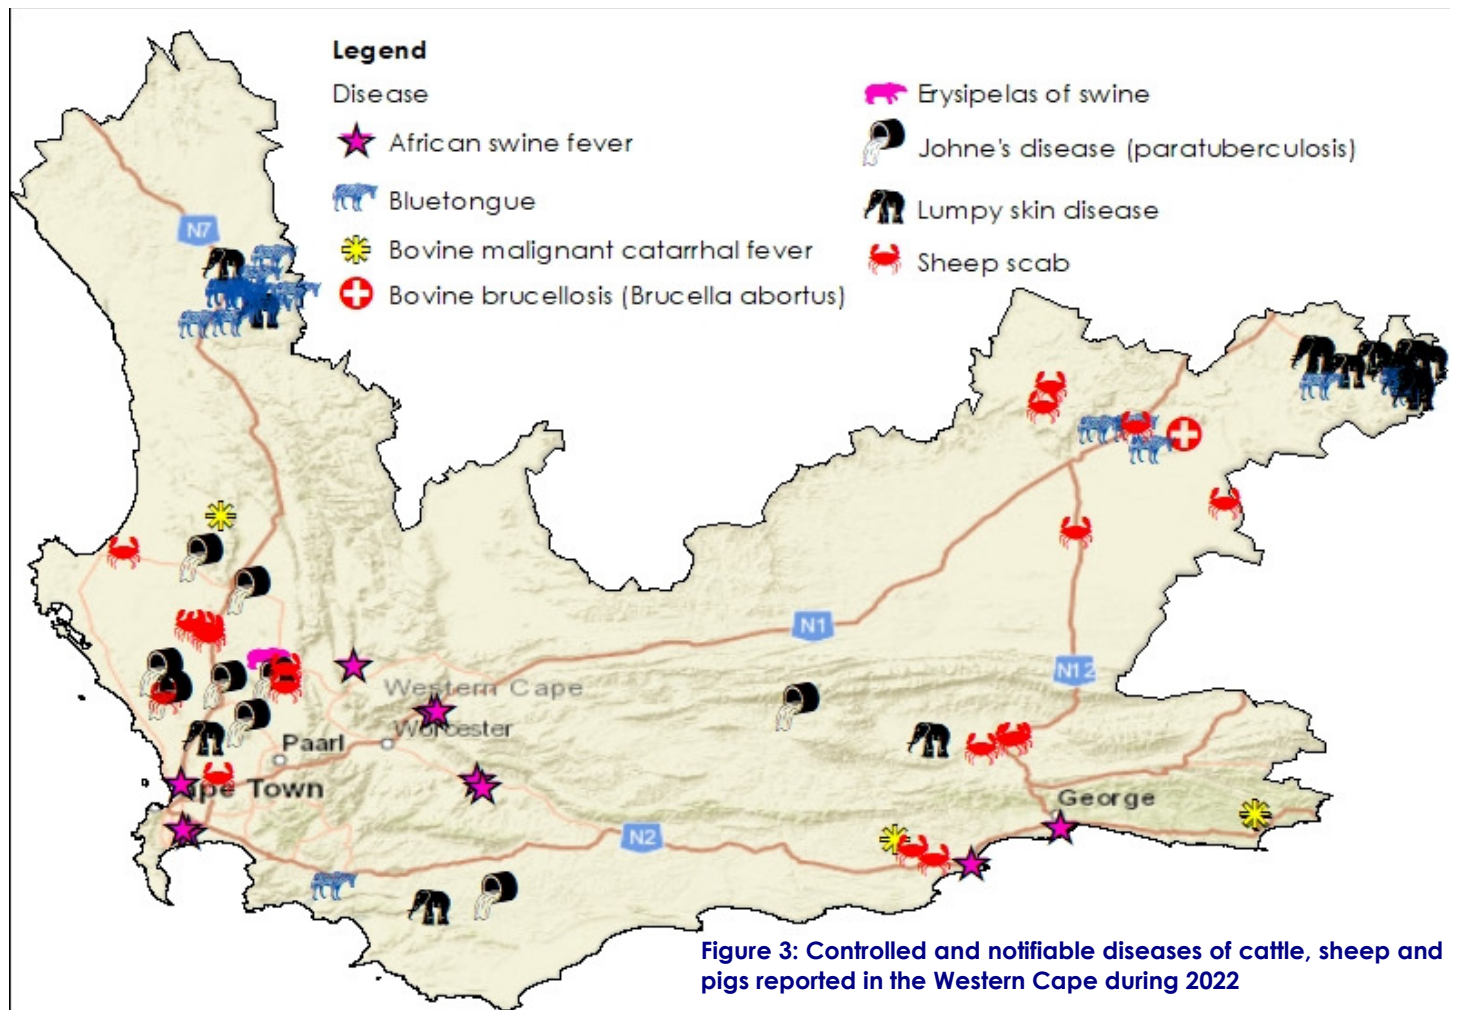 Legend
Disease
African swine fever
Bluetongue
Bovine malignant catarrhal fever
Bovine brucellosis (Brucella abortus)
Erysipelas of swine
Johne's disease (paratuberculosis)
Lumpy skin disease
Sheep scab
N7
N1
N12
Western Cape
Worcester
Paarl
ape Town
George
N2
Figure 3: Controlled and notifiable diseases of cattle, sheep and
pigs reported in the Western Cape during 2022